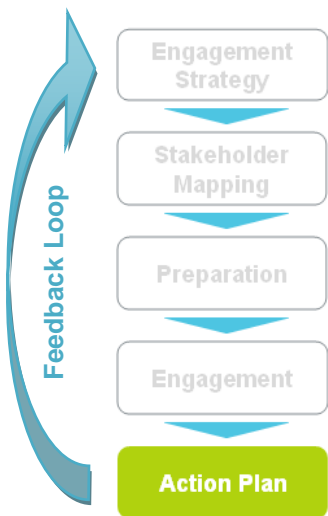 Engagement
Strategy
Stakeholder
Mapping
Preparation
Engagement
Action Plan
Feedback Loop